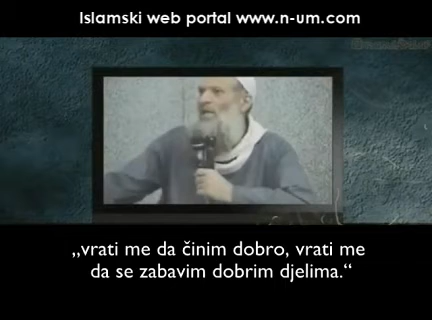 Islamski web portal www.n-um.com
„vrati me da činim dobro, vrati me
da se zabavim dobrim djelima.“